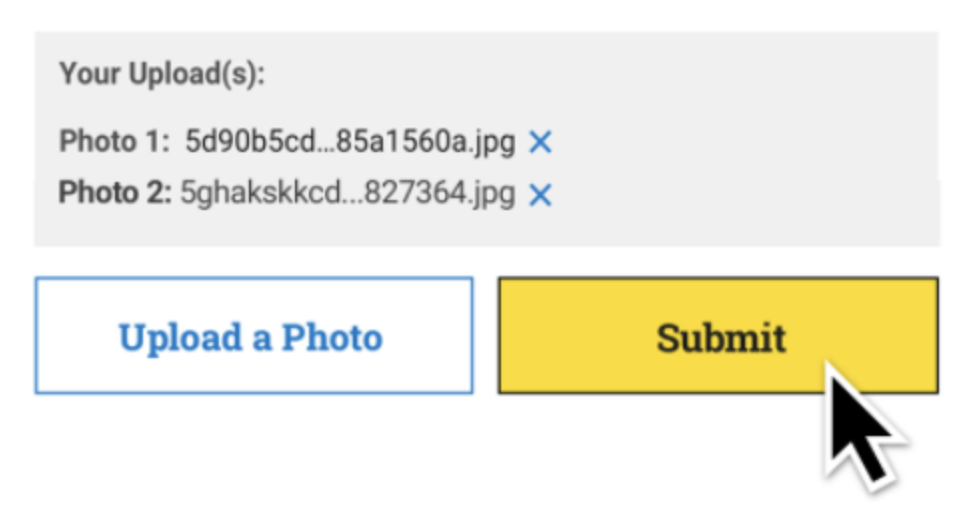 Your Upload(s):
Photo 1: 5d90b5cd...85a1560a.jpg ×
Photo 2: 5ghakskkcd...827364.jpg ×
Upload a Photo
Submit